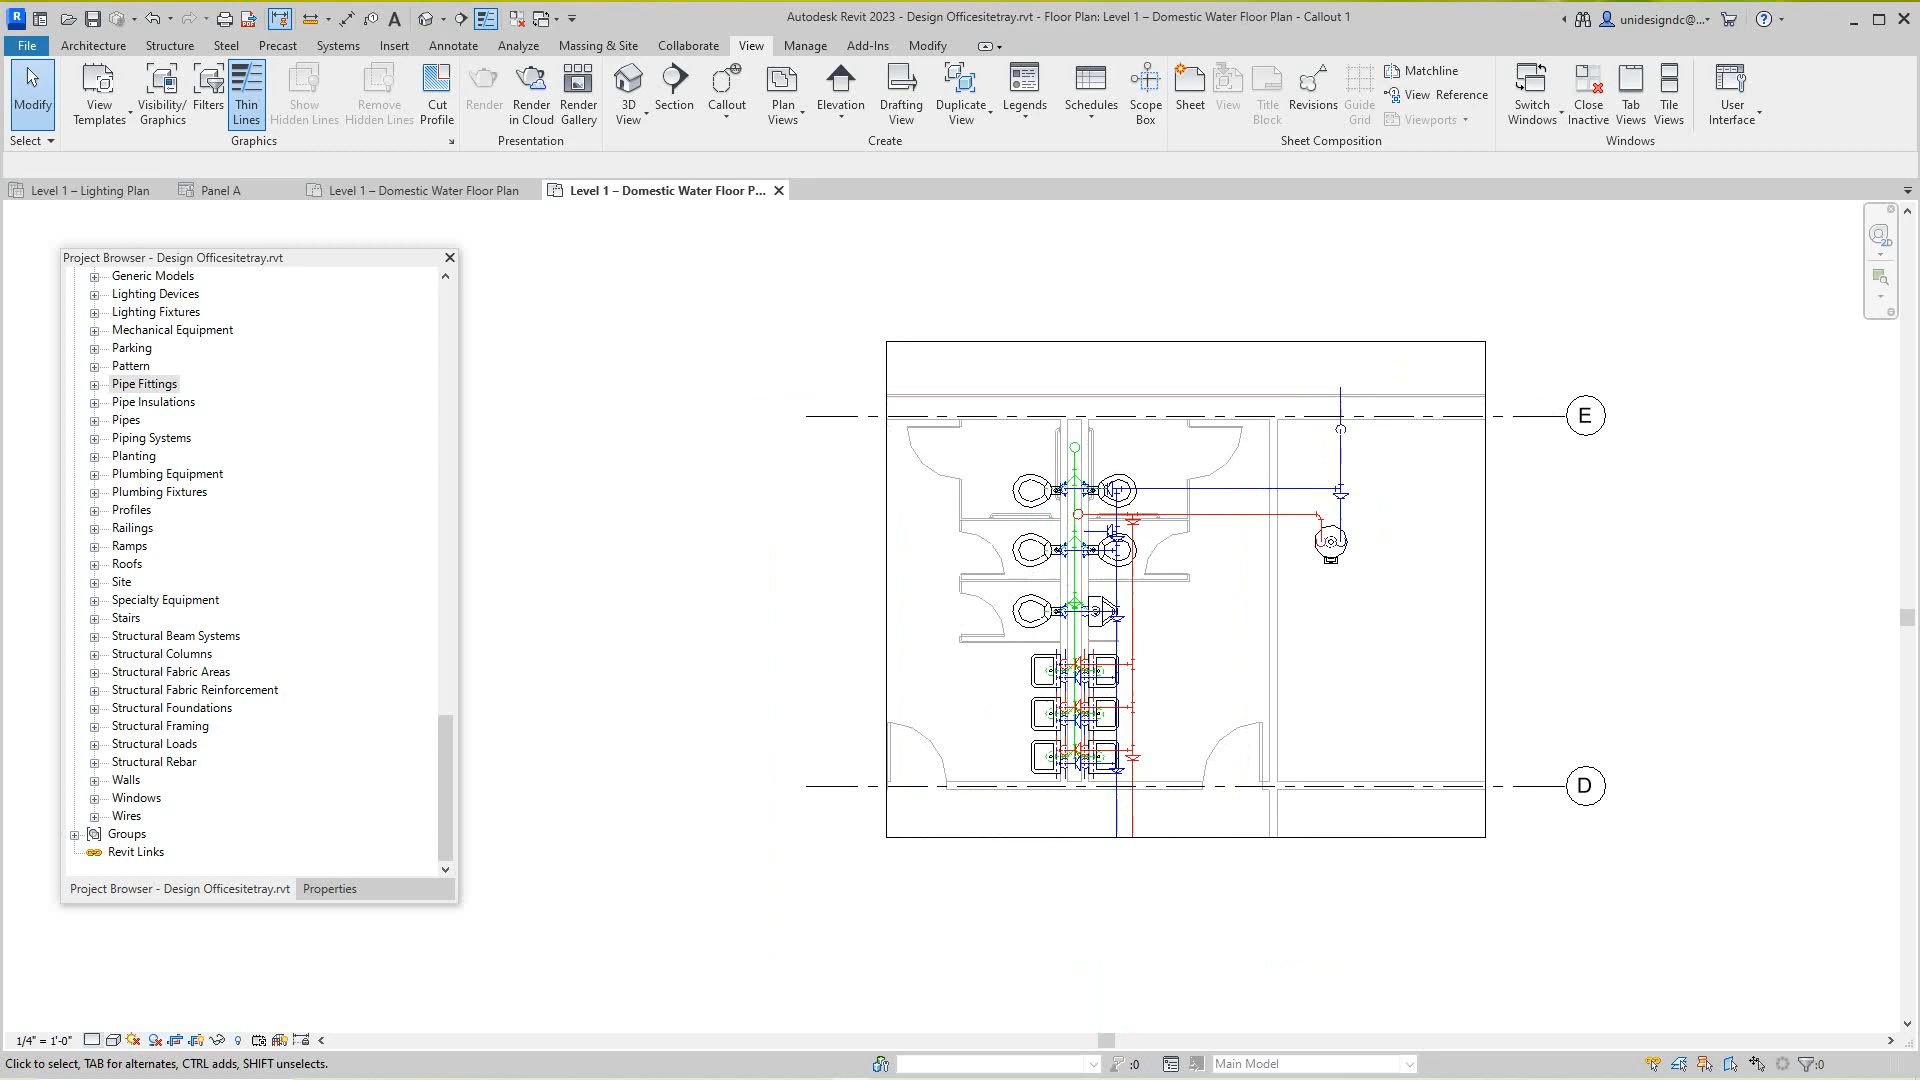 Autodesk Revit 2023 - Design Officesitetray.rvt - Floor Plan: Level 1 – Domestic Water Floor Plan - Callout 1
unidesigndc@...
File Architecture Structure Steel Precast Systems Insert Annotate Analyze Massing & Site Collaborate View Manage Add-Ins Modify
Modify
View Templates
Visibility/ Graphics
Filters
Thin Lines
Show Hidden Lines
Remove Hidden Lines
Cut Profile
Render
Render in Cloud
Render Gallery
3D View
Section
Callout
Plan Views
Elevation
Drafting View
Duplicate View
Legends
Schedules
Scope Box
Sheet
View
Title Block
Revisions
Guide Grid
Matchline
View Reference
Viewports
Switch Windows
Close Inactive
Tab Views
Tile Views
User Interface
Select Graphics Presentation Create Sheet Composition Windows
Level 1 – Lighting Plan
Panel A
Level 1 – Domestic Water Floor Plan
Level 1 – Domestic Water Floor P...
2D
Project Browser - Design Officesitetray.rvt
Generic Models
Lighting Devices
Lighting Fixtures
Mechanical Equipment
Parking
Pattern
Pipe Fittings
Pipe Insulations
Pipes
Piping Systems
Planting
Plumbing Equipment
Plumbing Fixtures
Profiles
Railings
Ramps
Roofs
Site
Specialty Equipment
Stairs
Structural Beam Systems
Structural Columns
Structural Fabric Areas
Structural Fabric Reinforcement
Structural Foundations
Structural Framing
Structural Loads
Structural Rebar
Walls
Windows
Wires
Groups
Revit Links
Project Browser - Design Officesitetray.rvt
Properties
E
D
1/4" = 1'-0"
Click to select, TAB for alternates, CTRL adds, SHIFT unselects.
:0
Main Model
:0